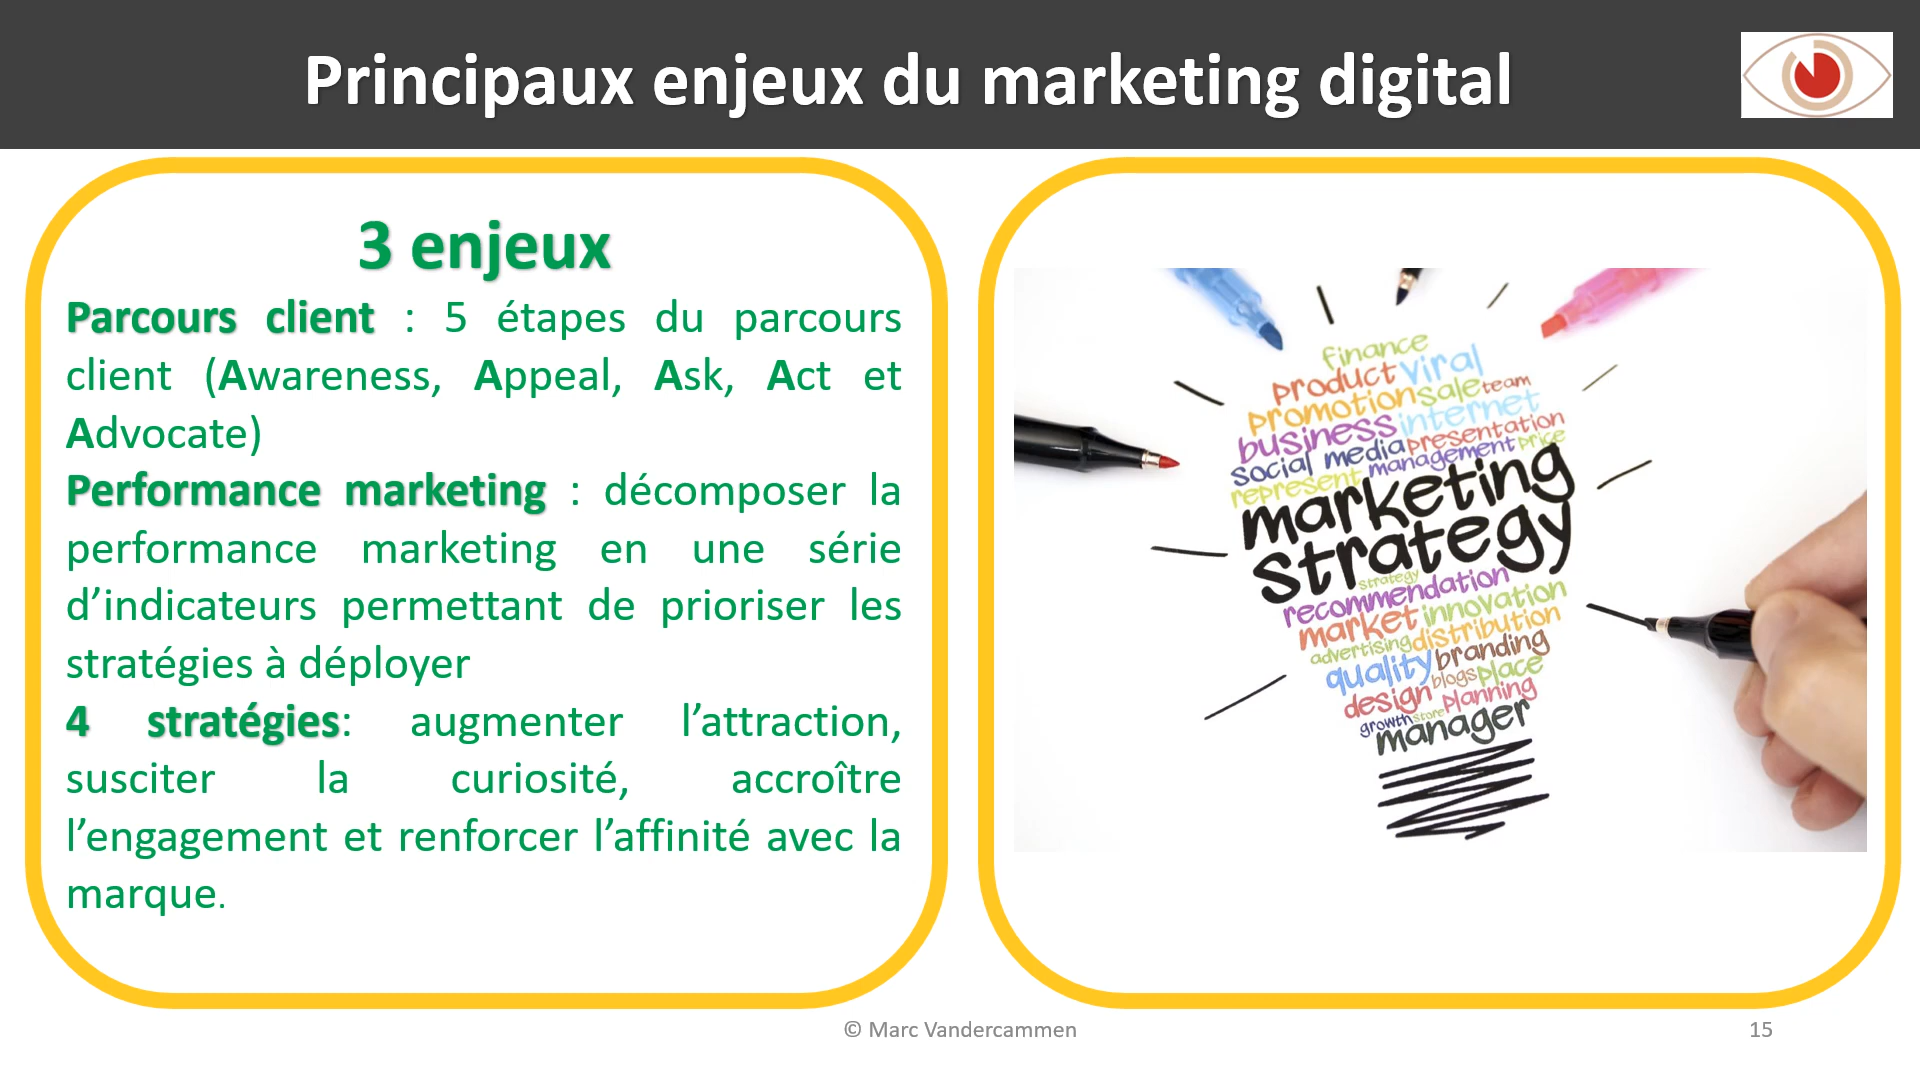 Principaux enjeux du marketing digital
3 enjeux
Parcours client : 5 étapes du parcours
client (Awareness, Appeal, Ask, Act et
Advocate)
Performance marketing : décomposer la
performance marketing en une série
d’indicateurs permettant de prioriser les
stratégies à déployer
4 stratégies: augmenter l’attraction,
susciter la curiosité, accroître
l’engagement et renforcer l’affinité avec la
marque.
finance
product viral
promotion sale team
business internet
social media presentation
represent management price
marketing
strategy
strategy
recommendation
market innovation
advertising distribution
quality branding
blogs place
design planning
growth store
manager
© Marc Vandercammen
15